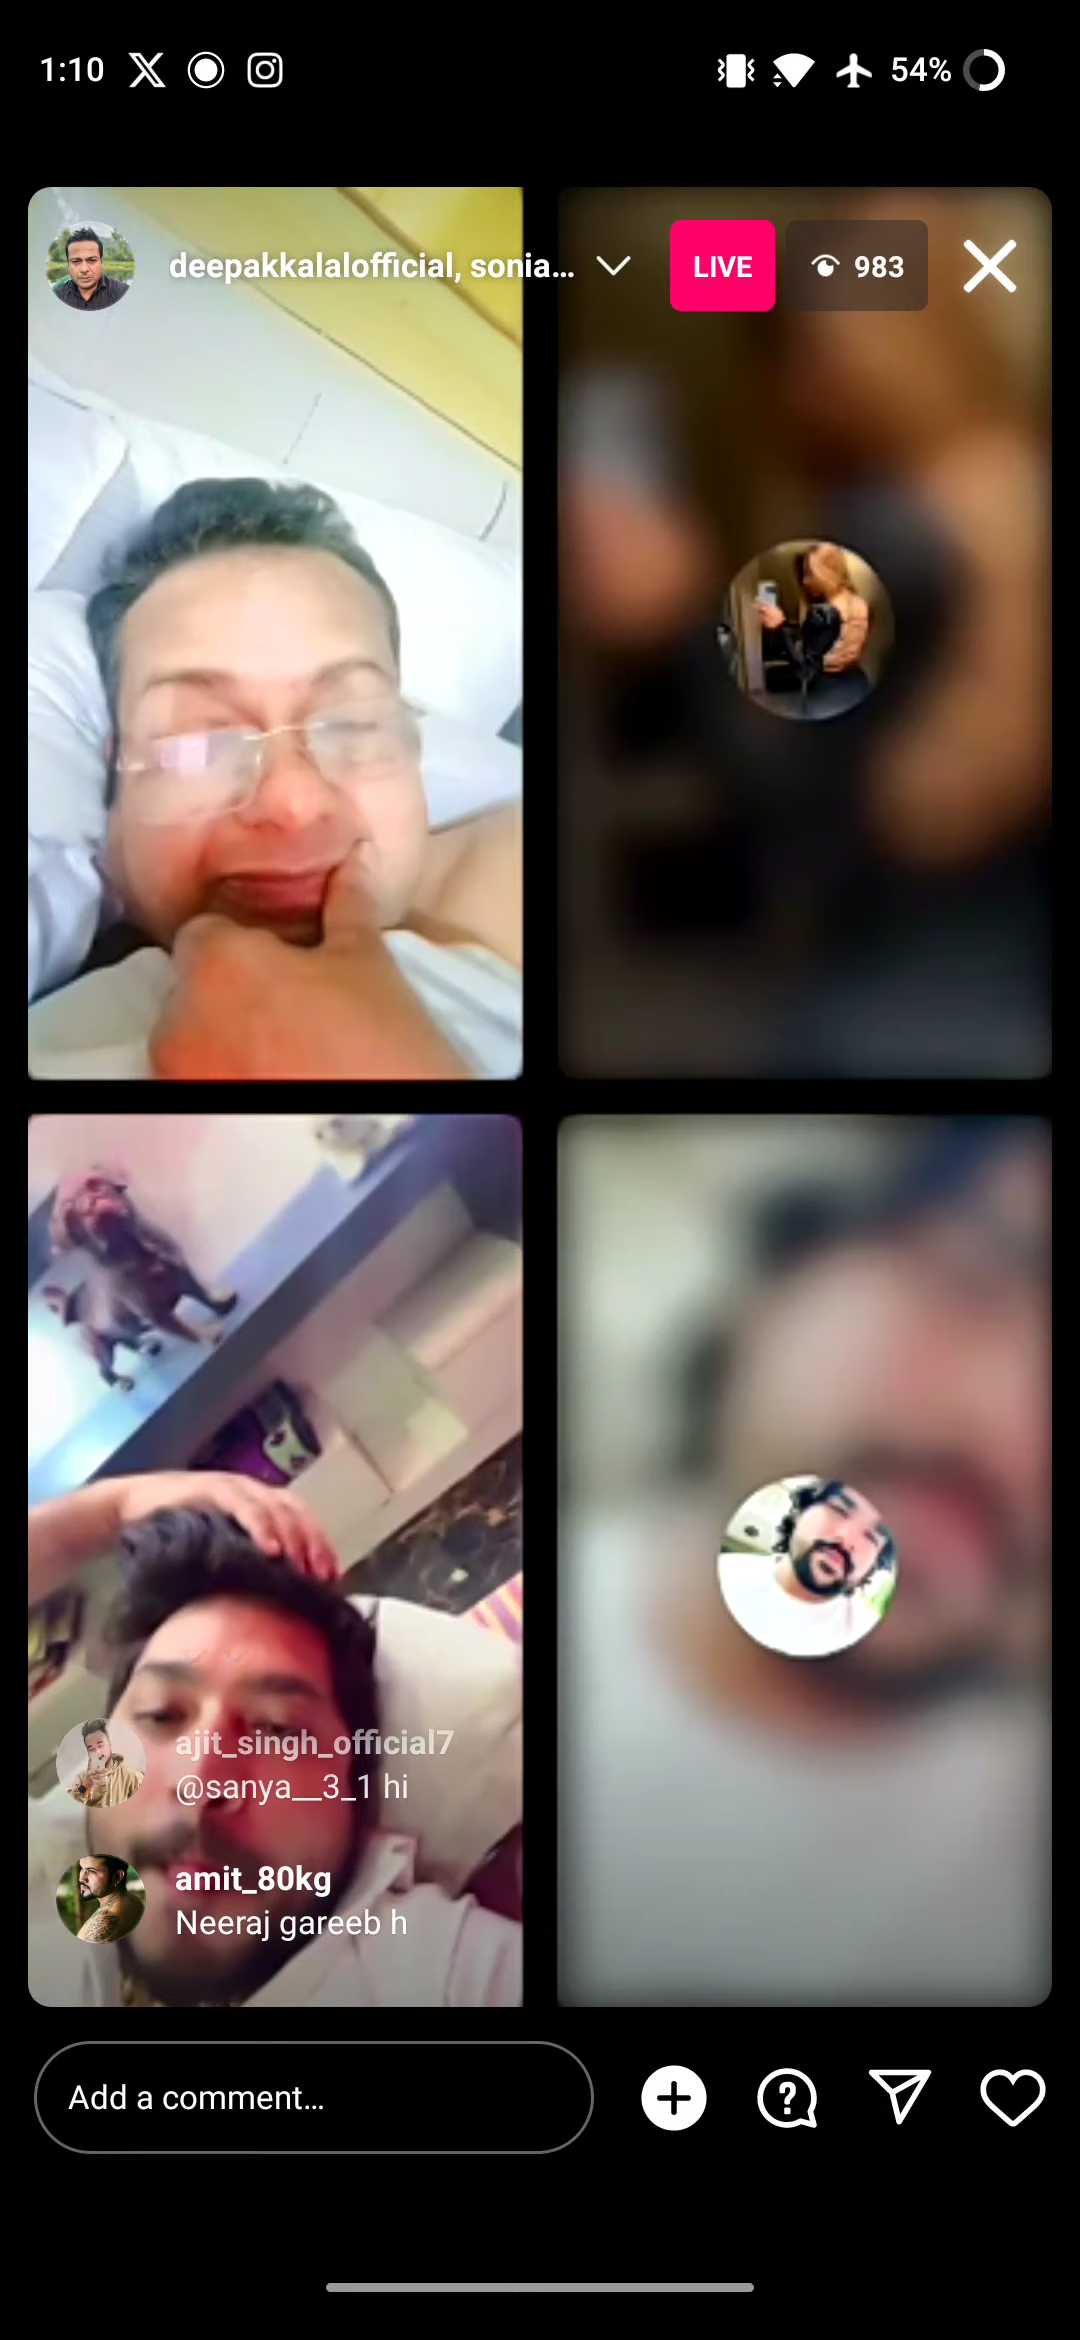 1:10
54%
deepakkalalofficial, sonia...
LIVE
983
ajit_singh_official7
@sanya__3_1 hi
amit_80kg
Neeraj gareeb h
Add a comment...